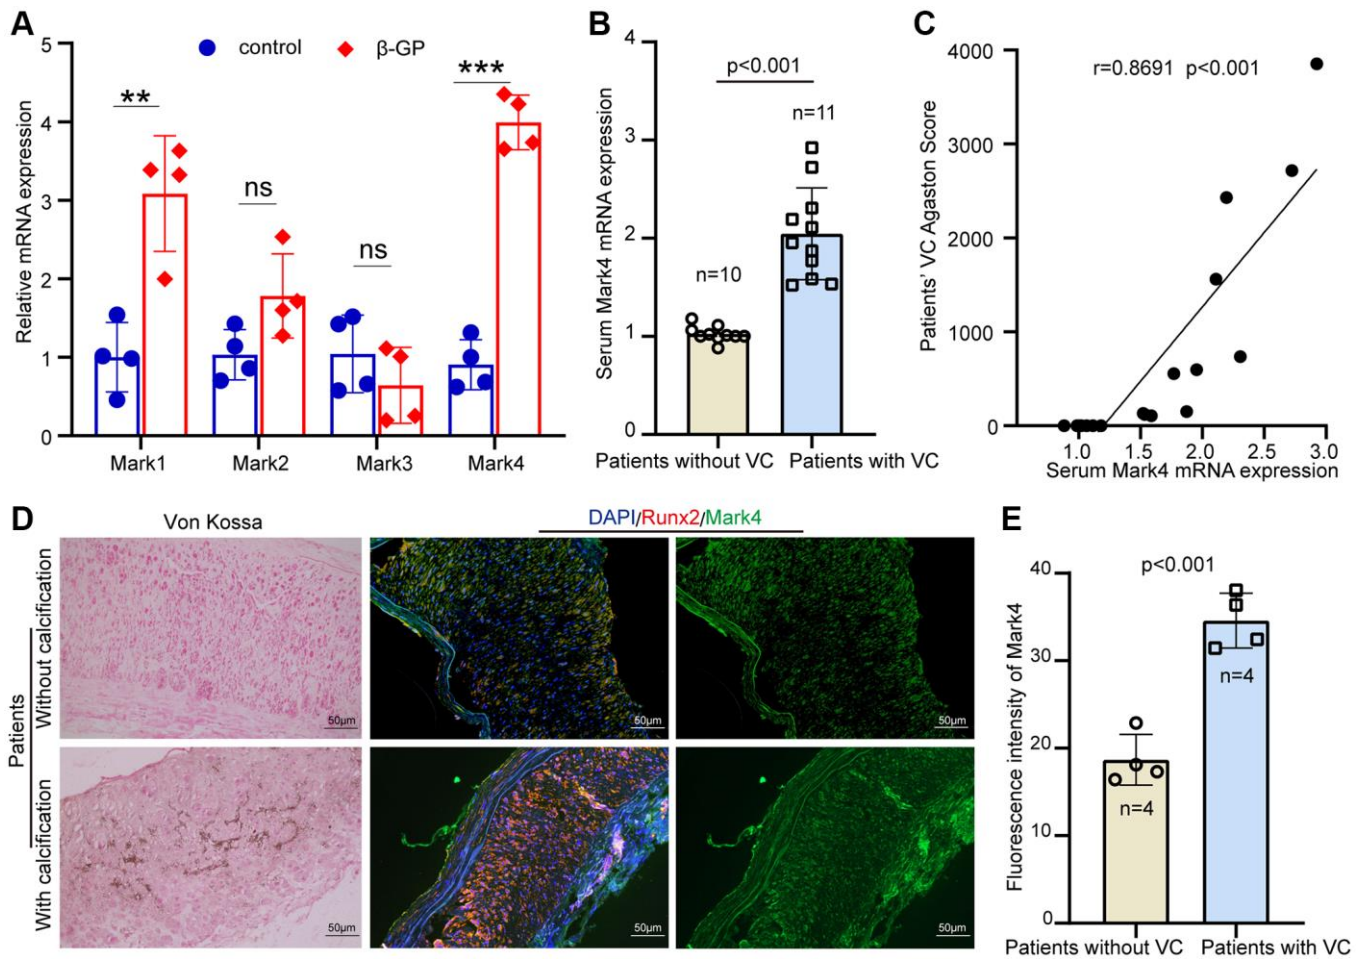 A
control
β-GP
Relative mRNA expression
5
4
3
2
1
0
**
ns
ns
***
Mark1
Mark2
Mark3
Mark4
B
Serum Mark4 mRNA expression
4
3
2
1
0
p<0.001
n=10
n=11
Patients without VC
Patients with VC
C
Patients' VC Agaston Score
4000
3000
2000
1000
0
r=0.8691 p<0.001
1.0
1.5
2.0
2.5
3.0
Serum Mark4 mRNA expression
D
Von Kossa
DAPI/Runx2/Mark4
Patients
Without calcification
With calcification
50µm
50µm
50µm
50µm
50µm
50µm
E
Fluorescence intensity of Mark4
40
30
20
10
0
p<0.001
n=4
n=4
Patients without VC
Patients with VC